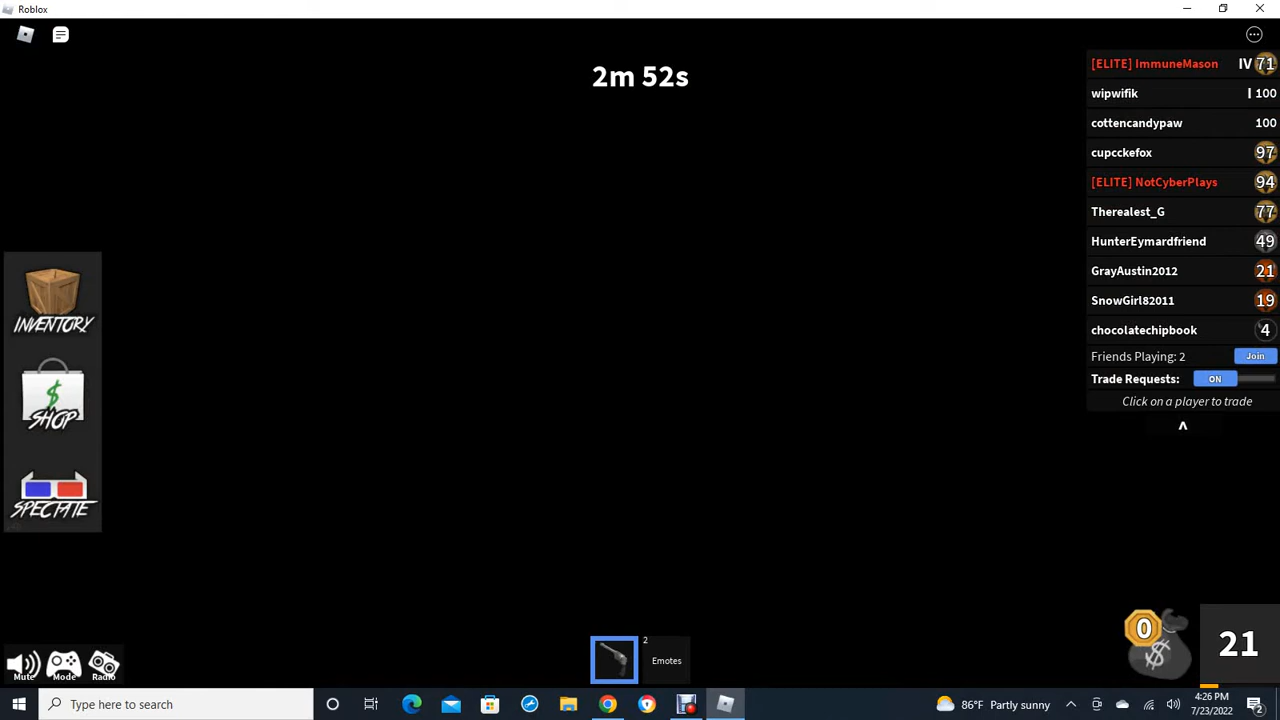 Roblox
2m 52s
[ELITE] ImmuneMason IV 71
wipwifik I 100
cottencandypaw 100
cupcckefox 97
[ELITE] NotCyberPlays 94
Therealest_G 77
HunterEymardfriend 49
GrayAustin2012 21
SnowGirl82011 19
chocolatechipbook 4
Friends Playing: 2 Join
Trade Requests: ON
Click on a player to trade
INVENTORY
$
SHOP
SPECTATE
Mute Mode Radio
2
Emotes
0
$
21
Type here to search
86°F Partly sunny
4:26 PM
7/23/2022
2